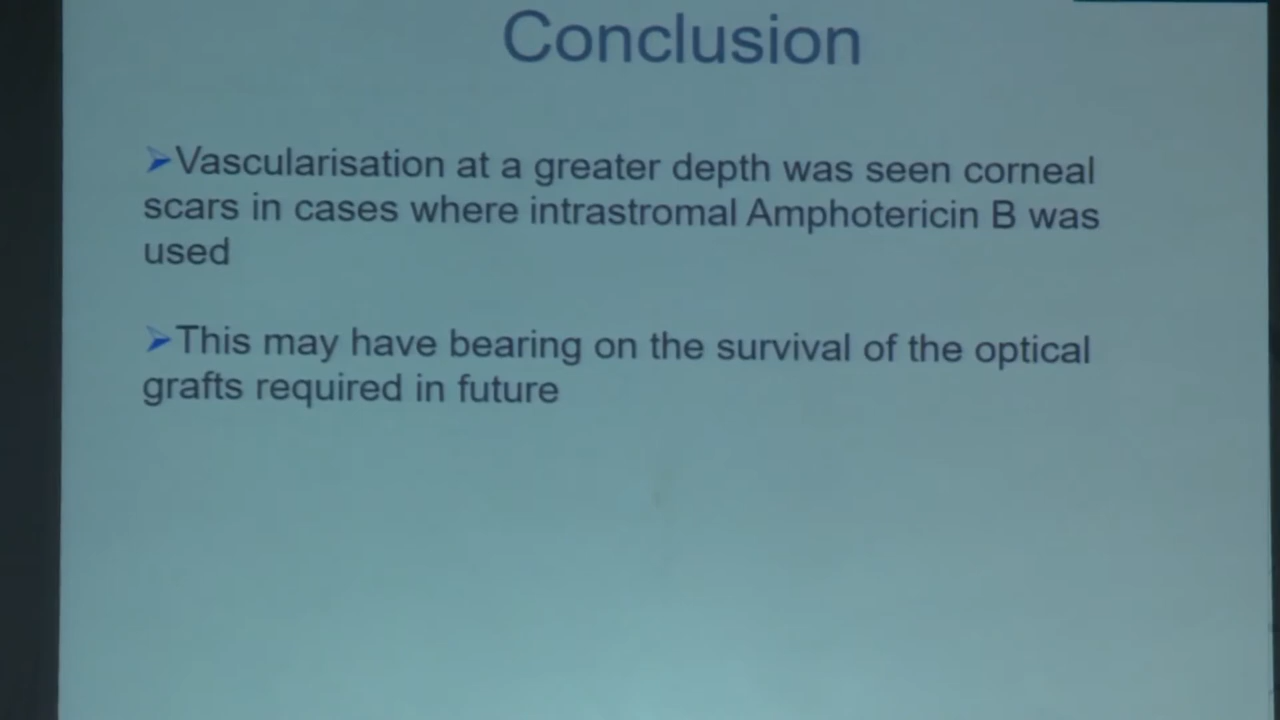 Conclusion
➢Vascularisation at a greater depth was seen corneal
scars in cases where intrastromal Amphotericin B was
used
➢This may have bearing on the survival of the optical
grafts required in future